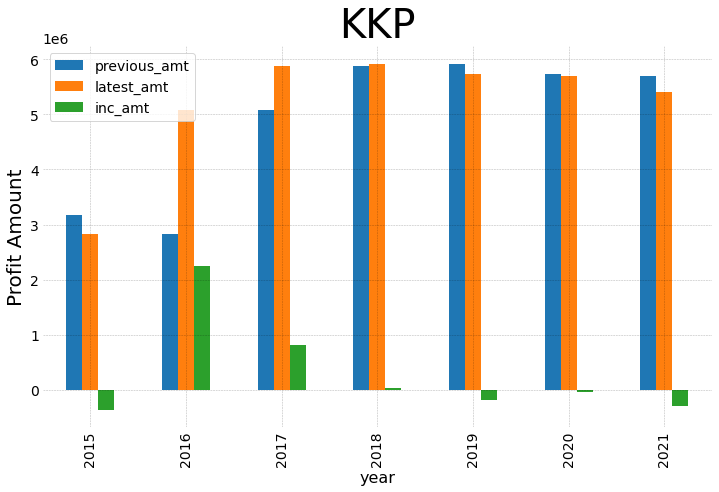 KKP
1e6
previous_amt
latest_amt
inc_amt
6
5
4
3
2
1
0
Profit Amount
2015 2016 2017 2018 2019 2020 2021
year